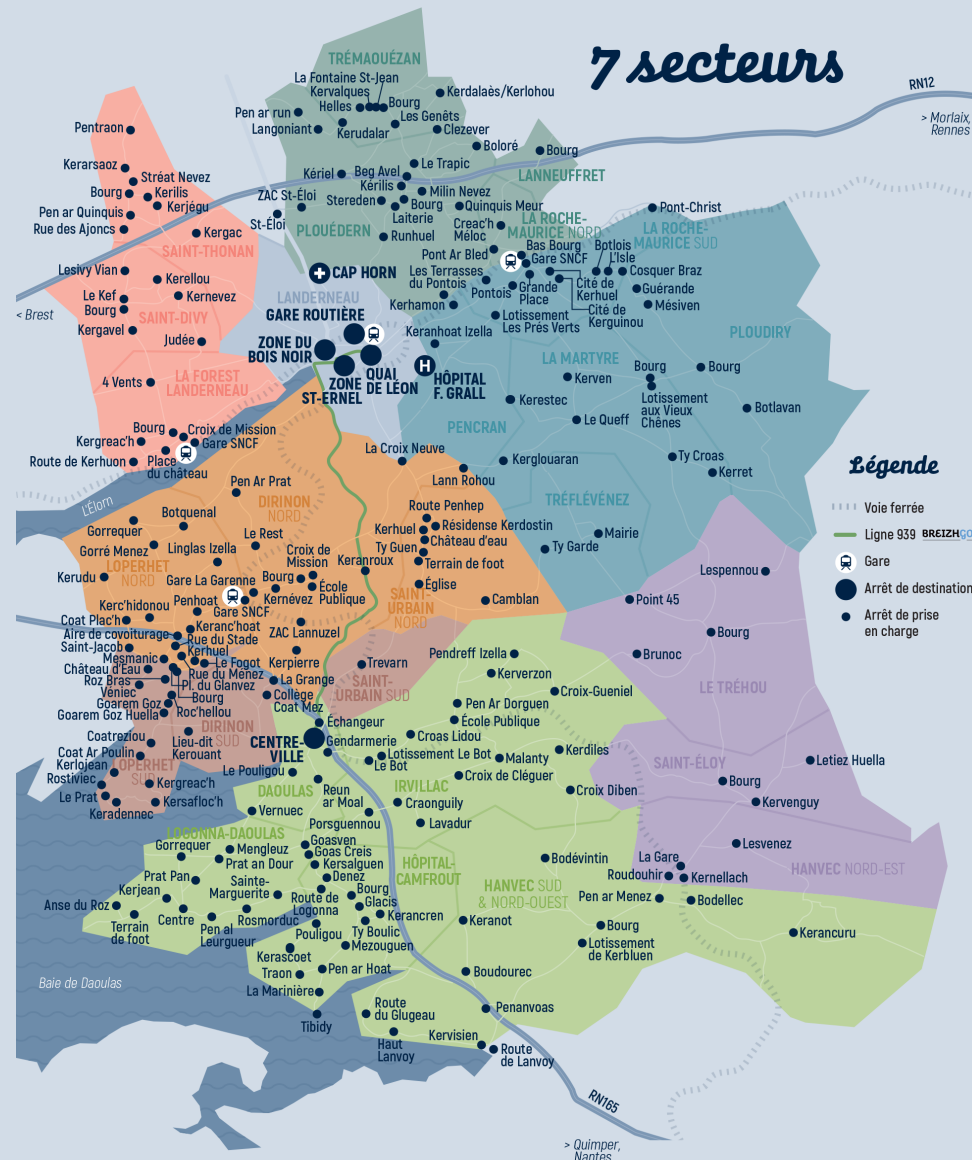 7 secteurs
RN12
> Morlaix,
Rennes
TRÉMAOUÉZAN
La Fontaine St-Jean
Kervalques
Helles
Bourg
Kerdalaès/Kerlohou
Pen ar run
Les Genêts
Langoniant
Kerudalar
Clezever
Boloré
Bourg
LANNEUFFRET
Kériel
Beg Avel
Le Trapic
Kérilis
Milin Nevez
ZAC St-Éloi
Stereden
Bourg
Quinquis Meur
Laiterie
St-Éloi
PLOUÉDERN
Runhuel
Creac'h
Méloc
LA ROCHE-
MAURICE NORD
Pont-Christ
LA ROCHE-
MAURICE SUD
Pentraon
Kerarsaoz
Stréat Nevez
Bourg
Kerilis
Kerjégu
Pen ar Quinquis
Rue des Ajoncs
Kergac
SAINT-THONAN
Lesivy Vian
Kerellou
Le Kef
Kernevez
Bourg
SAINT-DIVY
Kergavel
Judée
< Brest
4 Vents
LA FOREST
LANDERNEAU
Bourg
Croix de Mission
Kergreac'h
Gare SNCF
Route de Kerhuon
Place
du château
L'Élorn
CAP HORN
LANDERNEAU
GARE ROUTIÈRE
ZONE DU
BOIS NOIR
QUAI
DE LÉON
ZONE
ST-ERNEL
HÔPITAL
F. GRALL
Pont Ar Bled
Bas Bourg
Gare SNCF
Botlois
L'Isle
Cosquer Braz
Les Terrasses
du Pontois
Pontois
Grande
Place
Cité de
Kerhuel
Guérande
Cité de
Kerguinou
Mésiven
Kerhamon
Lotissement
Les Prés Verts
Keranhoat Izella
PLOUDIRY
LA MARTYRE
Kerven
Bourg
Bourg
Kerestec
Lotissement
aux Vieux
Chênes
Botlavan
Le Queff
PENCRAN
La Croix Neuve
Kerglouaran
Lann Rohou
Ty Croas
Kerret
TRÉFLÉVÉNEZ
Mairie
Ty Garde
Légende
Voie ferrée
Ligne 939 BREIZHGO
Gare
Arrêt de destination
Arrêt de prise
en charge
Pen Ar Prat
DIRINON
NORD
Botquenal
Gorrequer
Le Rest
Gorré Menez
Linglas Izella
LOPERHET
NORD
Kerudu
Gare La Garenne
Bourg
Croix de
Mission
École
Publique
Keranroux
Kernévez
Penhoat
Gare SNCF
Route Penhep
Kerhuel
Résidense Kerdostin
Château d'eau
Ty Guen
Terrain de foot
Église
SAINT-
URBAIN
NORD
Camblan
Kerc'hidonou
Coat Plac'h
Keranc'hoat
Aire de covoiturage
Rue du Stade
ZAC Lannuzel
Saint-Jacob
Kerhuel
Mesmanic
Le Fogot
Kerpierre
Château d'Eau
Rue du Ménez
La Grange
Roz Bras
Pl. du Glanvez
Véniec
Bourg
Collège
Coat Mez
Goarem Goz
Roc'hellou
Goarem Goz Huella
Trevarn
SAINT-
URBAIN SUD
DIRINON
SUD
Coatrezlou
Lieu-dit
Kerouant
Coat Ar Poulin
Kerlojean
LOPERHET
SUD
Rostiviec
Kergreac'h
Le Prat
Kersafloc'h
Keradennec
Échangeur
CENTRE-
VILLE
Gendarmerie
Le Pouligou
DAOULAS
Vernuec
Reun
ar Moal
Porsguennou
Le Bot
Lotissement Le Bot
Croas Lidou
École Publique
Pen Ar Dorguen
Pendreff Izella
Kerverzon
Croix-Gueniel
Malanty
Kerdiles
Croix de Cléguer
Croix Diben
IRVILLAC
Craonguily
Lavadur
Lespennou
Point 45
Bourg
Brunoc
LE TRÉHOU
SAINT-ÉLOY
Letiez Huella
Bourg
Kervenguy
Lesvenez
HANVEC NORD-EST
La Gare
Roudouhir
Kernellach
Pen ar Menez
Bodellec
LOGONNA-DAOULAS
Gorrequer
Mengleuz
Prat an Dour
Goasven
Goas Creis
Kersalguen
Denez
Prat Pan
Kerjean
Sainte-
Marguerite
Anse du Roz
Route de
Logonna
Bourg
Glacis
Kerancren
Terrain
de foot
Centre
Pen al
Leurgueur
Rosmorduc
Pouligou
Ty Boulic
Mezouguen
Kerascoet
Traon
Pen ar Hoat
La Marinière
Tibidy
HÔPITAL-
CAMFROUT
HANVEC SUD
& NORD-OUEST
Bodévintin
Keranot
Bourg
Lotissement
de Kerbluen
Kerancuru
Boudourec
Penanvoas
Route
du Glugeau
Haut
Lanvoy
Kervisien
Route
de Lanvoy
Baie de Daoulas
RN165
> Quimper,
Nantes